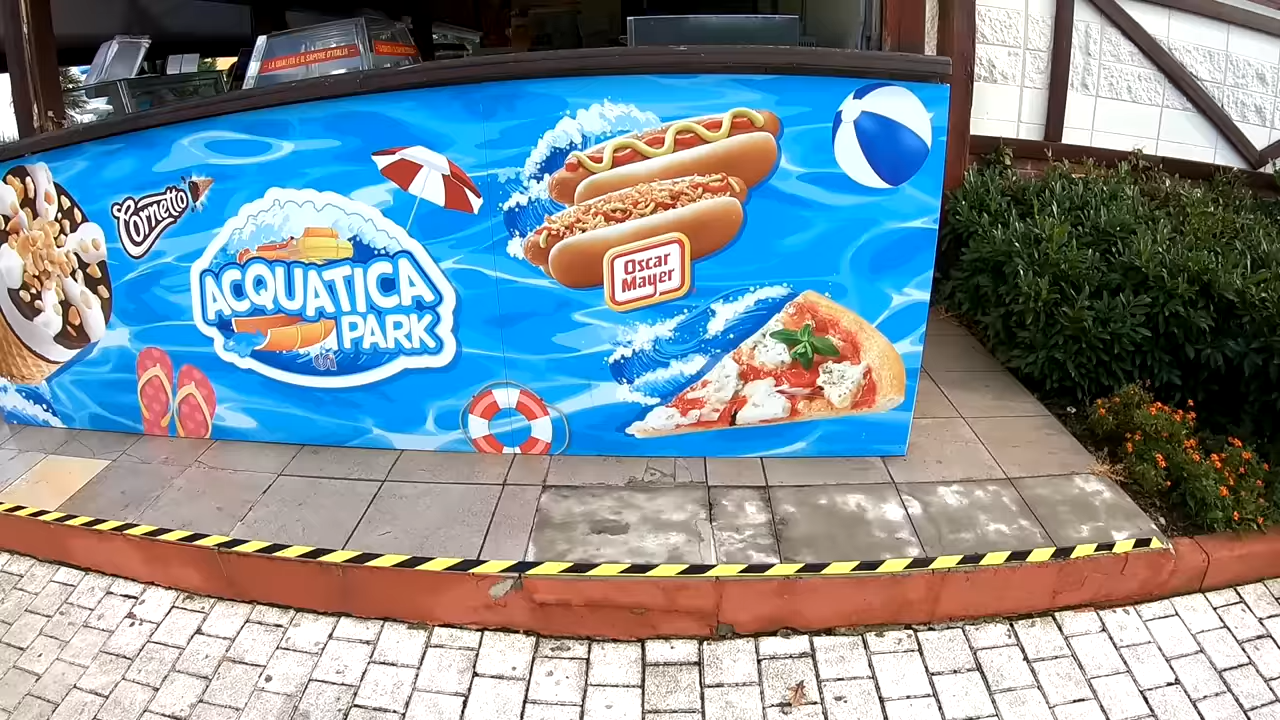 LA QUALITÀ E IL SAPORE D'ITALIA
Cornetto
ACQUATICA
PARK
Oscar
Mayer